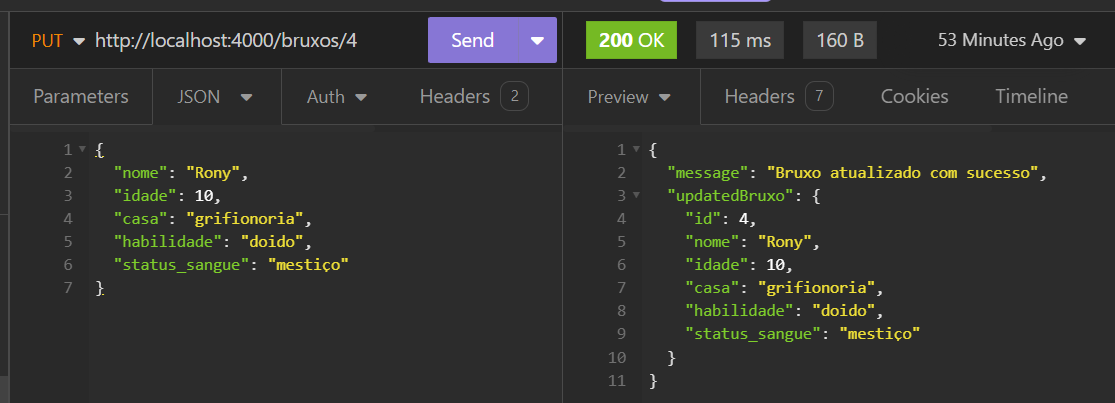 PUT http://localhost:4000/bruxos/4 Send
Parameters JSON Auth Headers 2
1 {
2 "nome": "Rony",
3 "idade": 10,
4 "casa": "grifionoria",
5 "habilidade": "doido",
6 "status_sangue": "mestiço"
7 }
200 OK 115 ms 160 B 53 Minutes Ago
Preview Headers 7 Cookies Timeline
1 {
2 "message": "Bruxo atualizado com sucesso",
3 "updatedBruxo": {
4 "id": 4,
5 "nome": "Rony",
6 "idade": 10,
7 "casa": "grifionoria",
8 "habilidade": "doido",
9 "status_sangue": "mestiço"
10 }
11 }